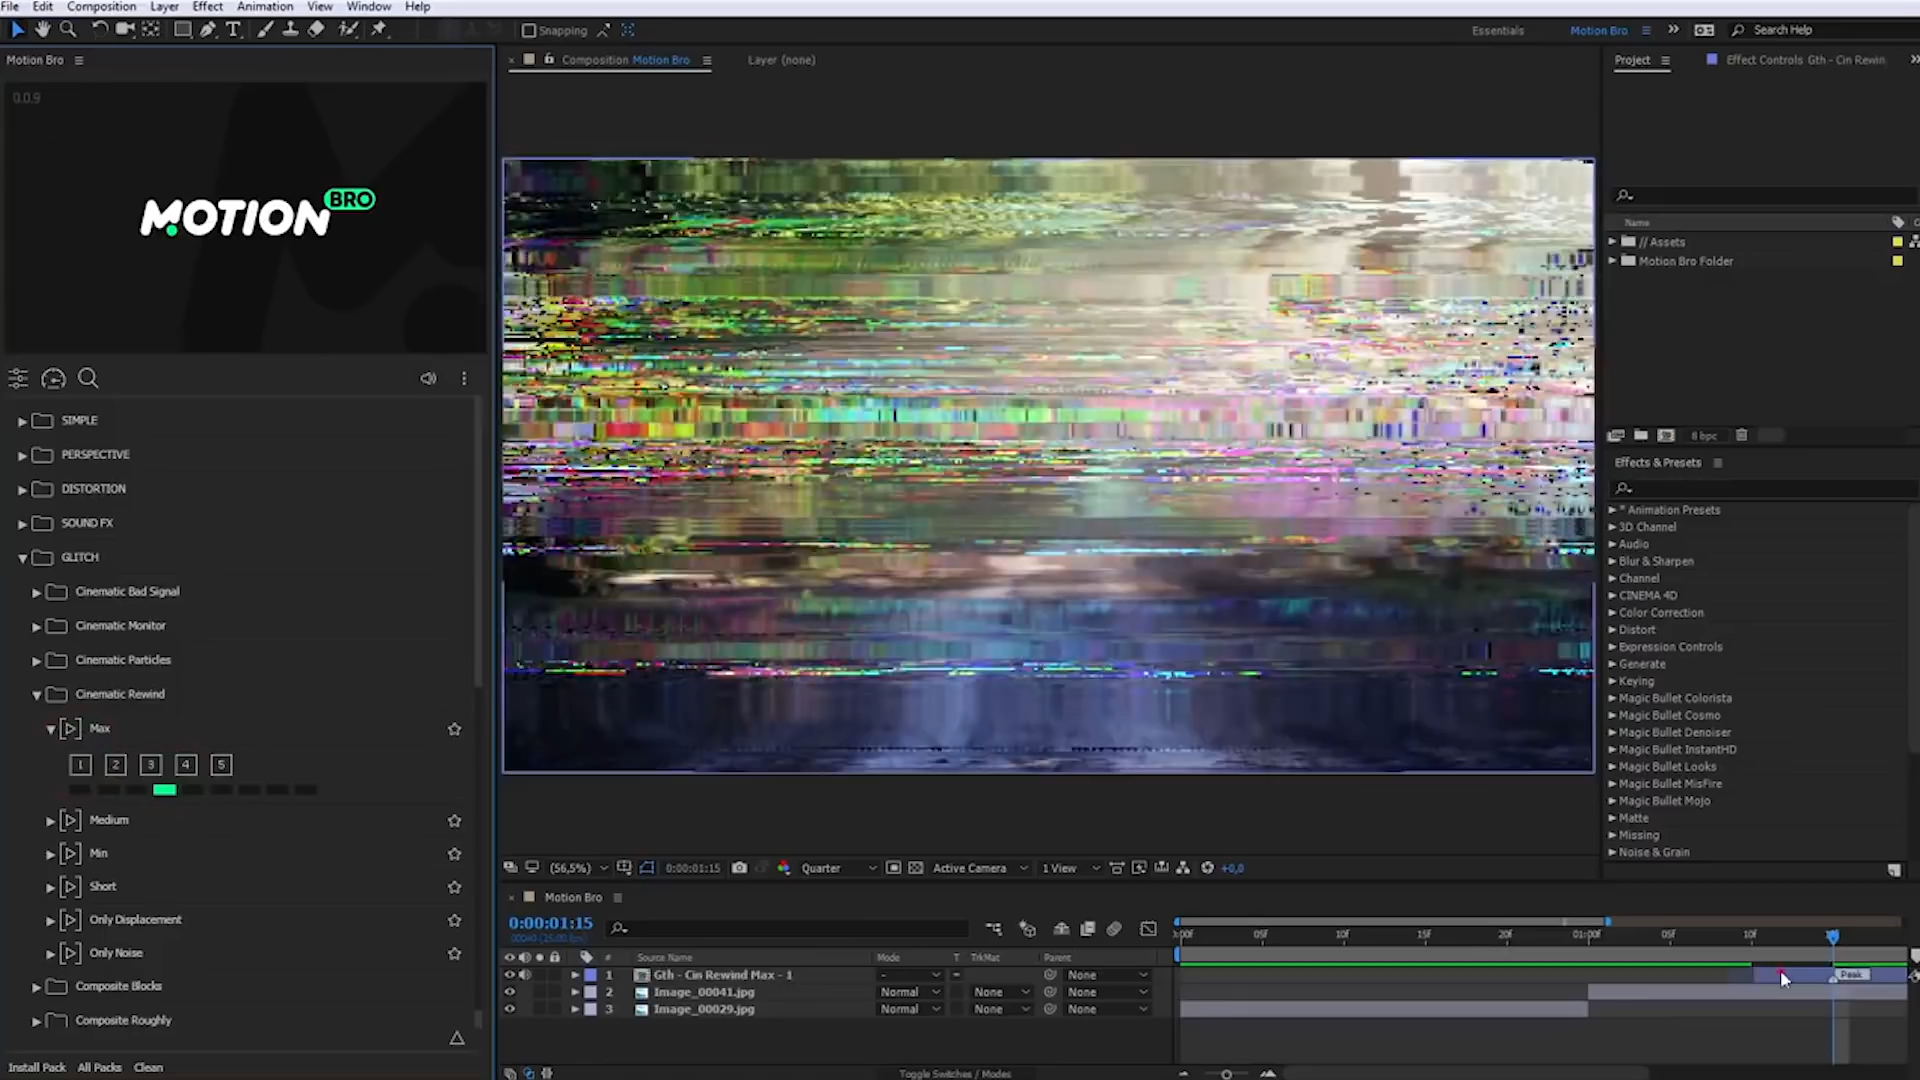 File Edit Composition Layer Effect Animation View Window Help
Snapping
Essentials Motion Bro Search Help
Motion Bro
Composition Motion Bro Layer (none)
Project Effect Controls Gth - Cin Rewin
0.0.9
MOTION BRO
Name
// Assets
Motion Bro Folder
8 bpc
SIMPLE
PERSPECTIVE
DISTORTION
SOUND FX
GLITCH
Cinematic Bad Signal
Cinematic Monitor
Cinematic Particles
Cinematic Rewind
Max
1 2 3 4 5
Medium
Min
Short
Only Displacement
Only Noise
Composite Blocks
Composite Roughly
Install Pack All Packs Clean
Effects & Presets
* Animation Presets
3D Channel
Audio
Blur & Sharpen
Channel
CINEMA 4D
Color Correction
Distort
Expression Controls
Generate
Keying
Magic Bullet Colorista
Magic Bullet Cosmo
Magic Bullet Denoiser
Magic Bullet InstantHD
Magic Bullet Looks
Magic Bullet MisFire
Magic Bullet Mojo
Matte
Missing
Noise & Grain
(56,5%) 0:00:01:15 Quarter Active Camera 1 View +0,0
Motion Bro
0:00:01:15
05f 10f 15f 20f 01:00f 05f 10f
# Source Name Mode T TrkMat Parent
1 Gth - Cin Rewind Max - 1 - None
Peak
2 Image_00041.jpg Normal None None
3 Image_00029.jpg Normal None None
Toggle Switches / Modes